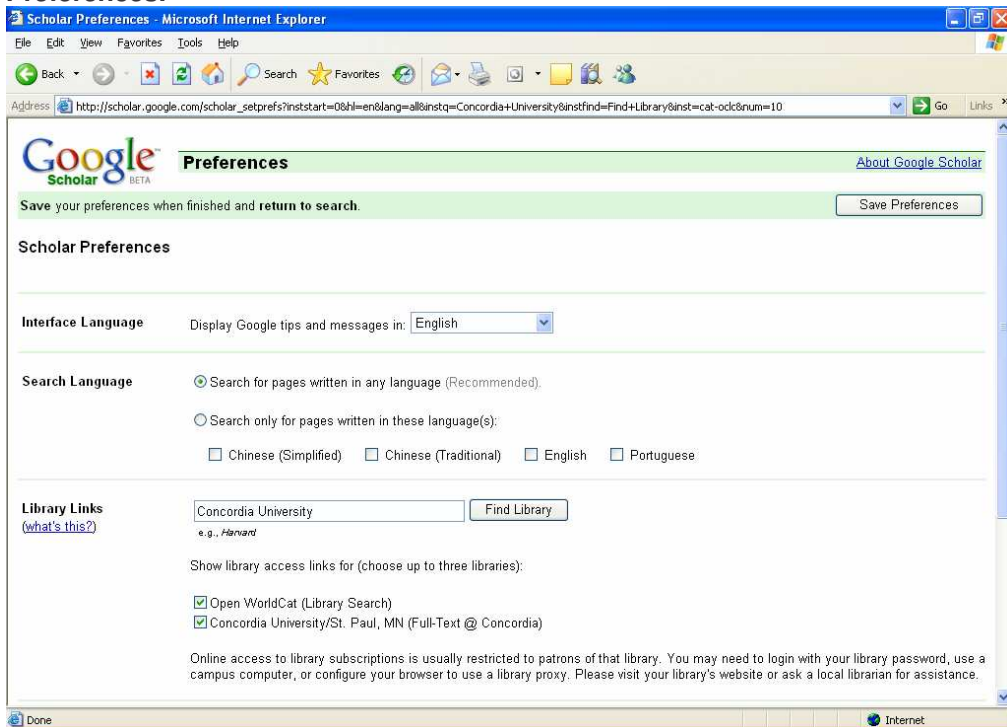 Preferences.
Scholar Preferences - Microsoft Internet Explorer
File Edit View Favorites Tools Help
Back Search Favorites
Address http://scholar.google.com/scholar_setprefs?inststart=0&hl=en&lang=all&instq=Concordia+University&instfind=Find+Library&inst=cat-oclc&num=10 Go Links »
Google Scholar BETA
Preferences About Google Scholar
Save your preferences when finished and return to search. Save Preferences
Scholar Preferences
Interface Language Display Google tips and messages in: English
Search Language Search for pages written in any language (Recommended).
Search only for pages written in these language(s):
Chinese (Simplified) Chinese (Traditional) English Portuguese
Library Links Concordia University Find Library
(what's this?) e.g., Harvard
Show library access links for (choose up to three libraries):
Open WorldCat (Library Search)
Concordia University/St. Paul, MN (Full-Text @ Concordia)
Online access to library subscriptions is usually restricted to patrons of that library. You may need to login with your library password, use a
campus computer, or configure your browser to use a library proxy. Please visit your library's website or ask a local librarian for assistance.
Done Internet